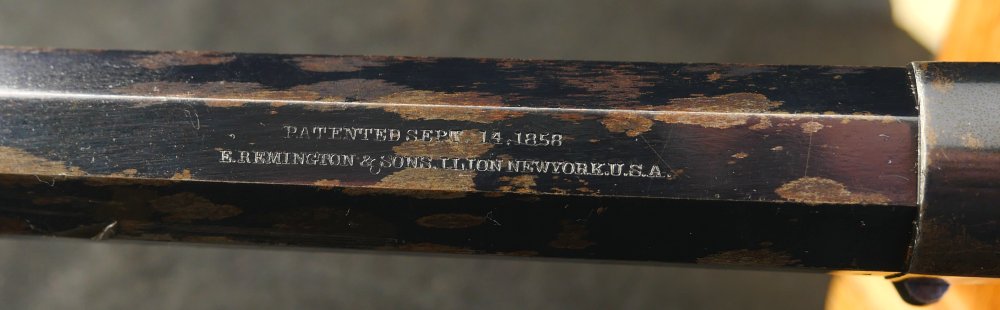 PATENTED SEPT. 14, 1858
E. REMINGTON & SONS. ILION NEWYORK. U.S.A.